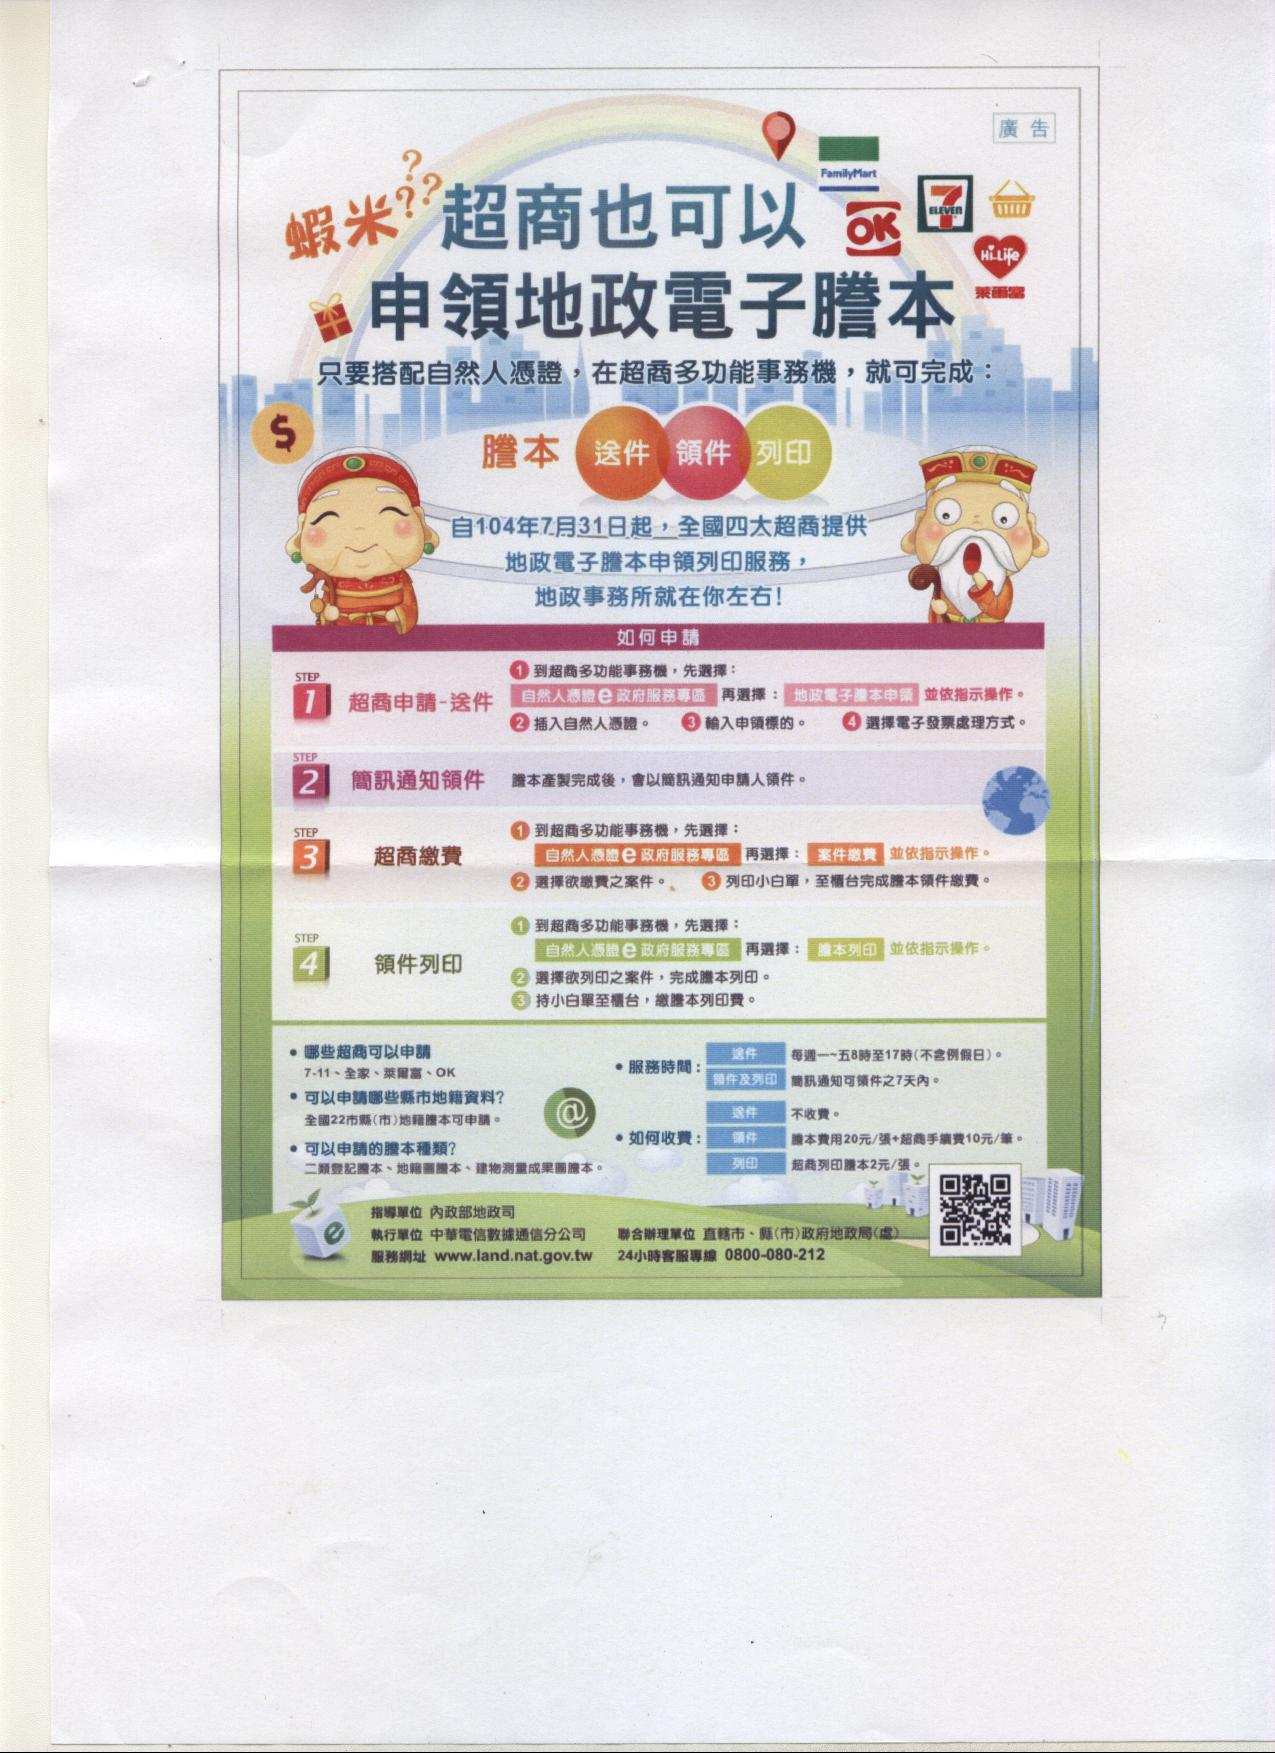 廣告
FamilyMart
7
ELEVEN
OK
Hi-Life
萊爾富
蝦米???
超商也可以
申領地政電子謄本
只要搭配自然人憑證，在超商多功能事務機，就可完成：
$
謄本 送件 領件 列印
自104年7月31日起，全國四大超商提供
地政電子謄本申領列印服務，
地政事務所就在你左右!
如何申請
STEP 1 超商申請-送件
1 到超商多功能事務機，先選擇：
自然人憑證e政府服務專區 再選擇： 地政電子謄本申領 並依指示操作。
2 插入自然人憑證。 3 輸入申領標的。 4 選擇電子發票處理方式。
STEP 2 簡訊通知領件 謄本產製完成後，會以簡訊通知申請人領件。
STEP 3 超商繳費
1 到超商多功能事務機，先選擇：
自然人憑證e政府服務專區 再選擇： 案件繳費 並依指示操作。
2 選擇欲繳費之案件。 3 列印小白單，至櫃台完成謄本領件繳費。
STEP 4 領件列印
1 到超商多功能事務機，先選擇：
自然人憑證e政府服務專區 再選擇： 謄本列印 並依指示操作。
2 選擇欲列印之案件，完成謄本列印。
3 持小白單至櫃台，繳謄本列印費。
• 哪些超商可以申請
7-11、全家、萊爾富、OK
• 可以申請哪些縣市地籍資料?
全國22市縣(市)地籍謄本可申請。
• 可以申請的謄本種類?
二類登記謄本、地籍圖謄本、建物測量成果圖謄本。
@
• 服務時間：
送件 每週一~五8時至17時(不含例假日)。
領件及列印 簡訊通知可領件之7天內。
• 如何收費：
送件 不收費。
領件 謄本費用20元/張+超商手續費10元/筆。
列印 超商列印謄本2元/張。
e
指導單位 內政部地政司
執行單位 中華電信數據通信分公司 聯合辦理單位 直轄市、縣(市)政府地政局(處)
服務網址 www.land.nat.gov.tw 24小時客服專線 0800-080-212